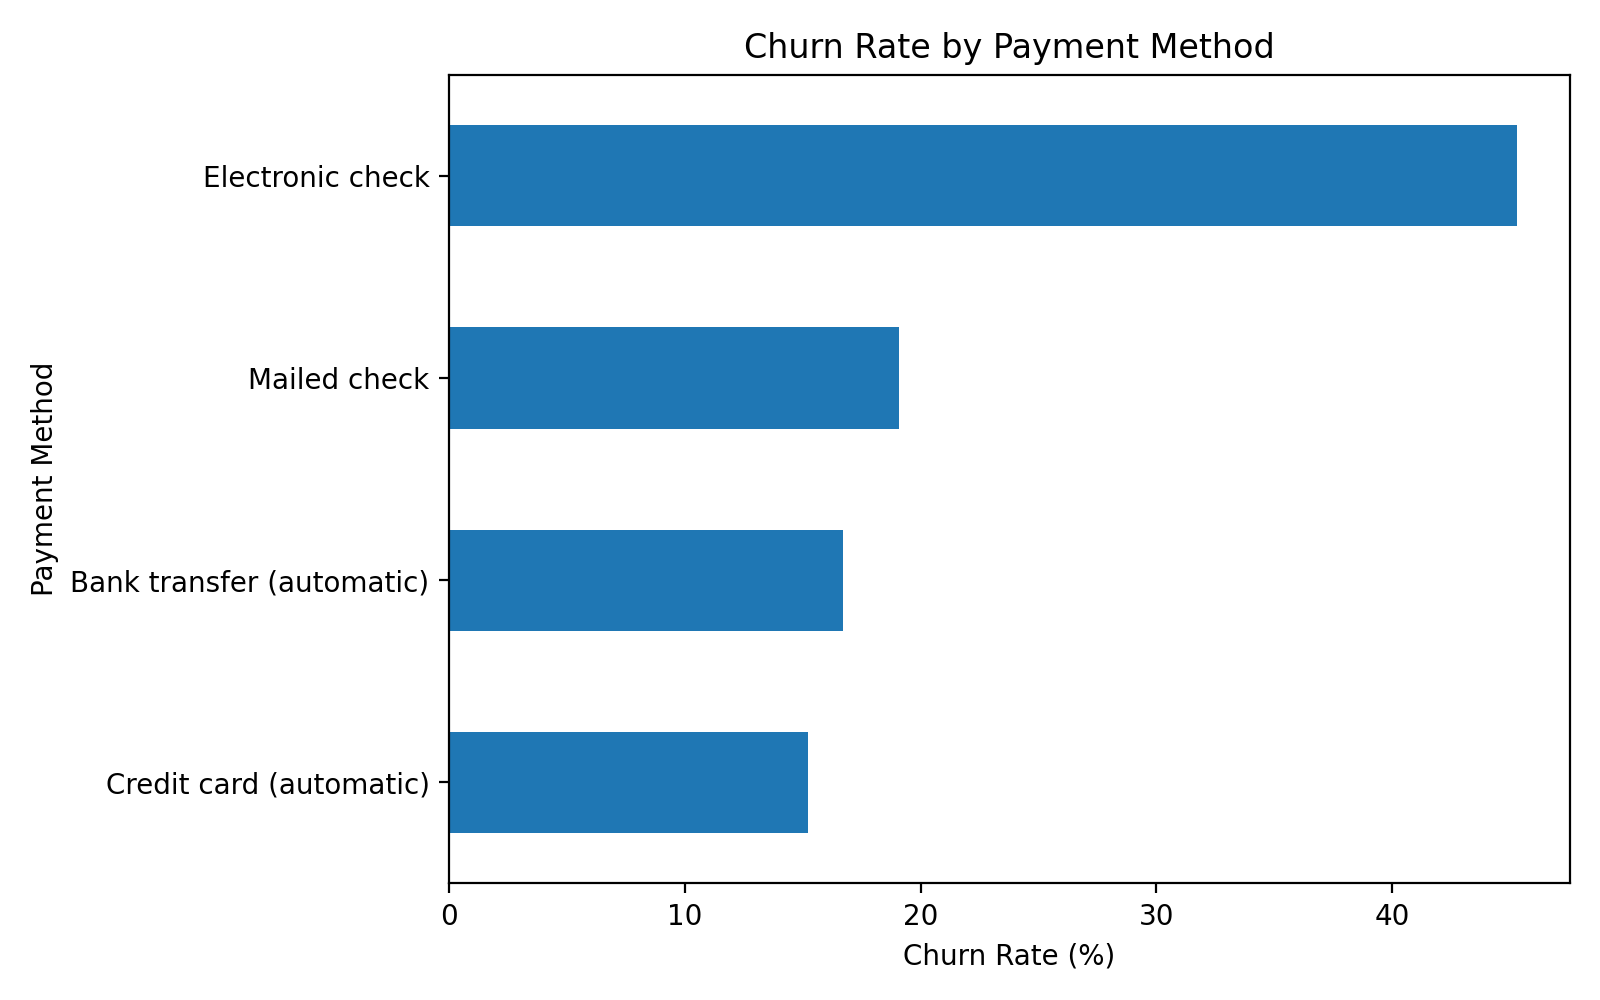 Churn Rate by Payment Method
Payment Method
Electronic check
Mailed check
Bank transfer (automatic)
Credit card (automatic)
0 10 20 30 40
Churn Rate (%)